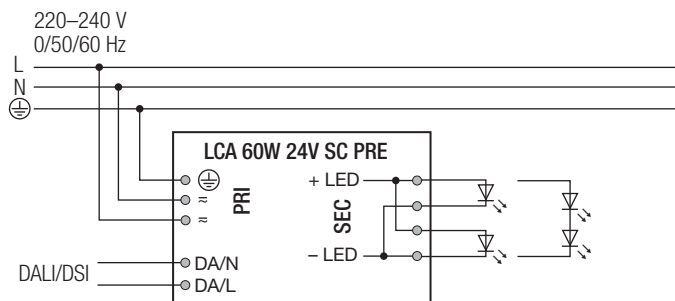 220–240 V
0/50/60 Hz
L
N
LCA 60W 24V SC PRE
PRI
≂
≂
+ LED
SEC
– LED
DALI/DSI
DA/N
DA/L